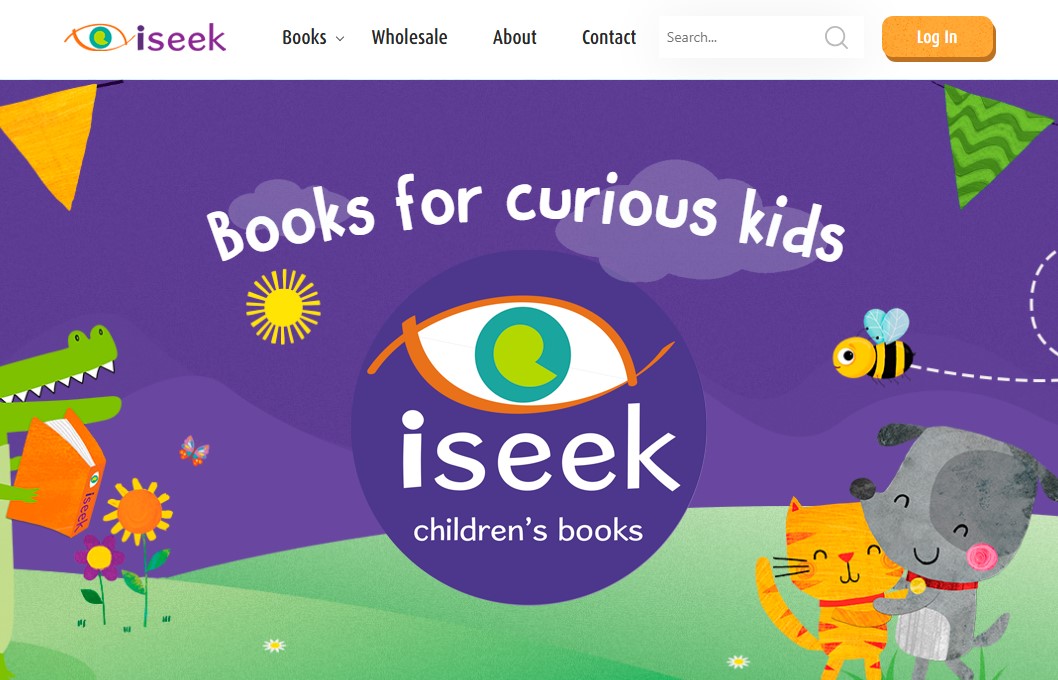 iseek
Books
Wholesale
About
Contact
Search...
Log In
Books for curious kids
iseek
children's books
iseek